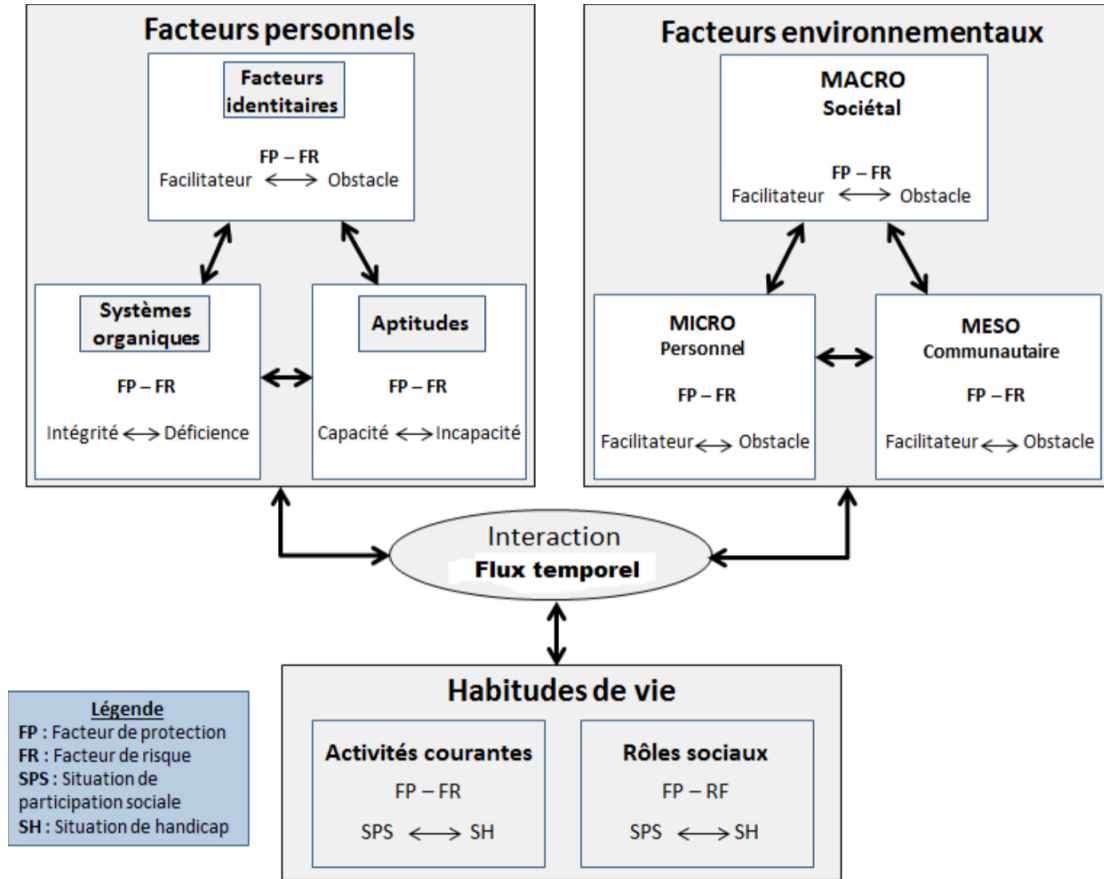 Facteurs personnels
Facteurs
identitaires
FP – FR
Facilitateur Obstacle
Systèmes
organiques
FP – FR
Intégrité Déficience
Aptitudes
FP – FR
Capacité Incapacité
Facteurs environnementaux
MACRO
Sociétal
FP – FR
Facilitateur Obstacle
MICRO
Personnel
FP – FR
Facilitateur Obstacle
MESO
Communautaire
FP – FR
Facilitateur Obstacle
Interaction
Flux temporel
Habitudes de vie
Activités courantes
FP – FR
SPS SH
Rôles sociaux
FP – RF
SPS SH
Légende
FP : Facteur de protection
FR : Facteur de risque
SPS : Situation de
participation sociale
SH : Situation de handicap